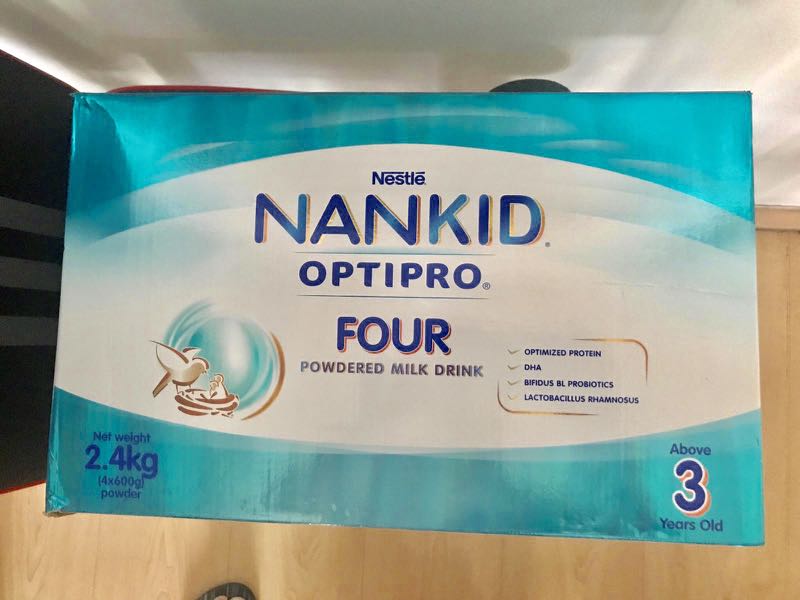 Nestlé
NANKID®
OPTIPRO®
FOUR
POWDERED MILK DRINK
OPTIMIZED PROTEIN
DHA
BIFIDUS BL PROBIOTICS
LACTOBACILLUS RHAMNOSUS
Net weight
2.4kg
(4x600g)
powder
Above
3
Years Old